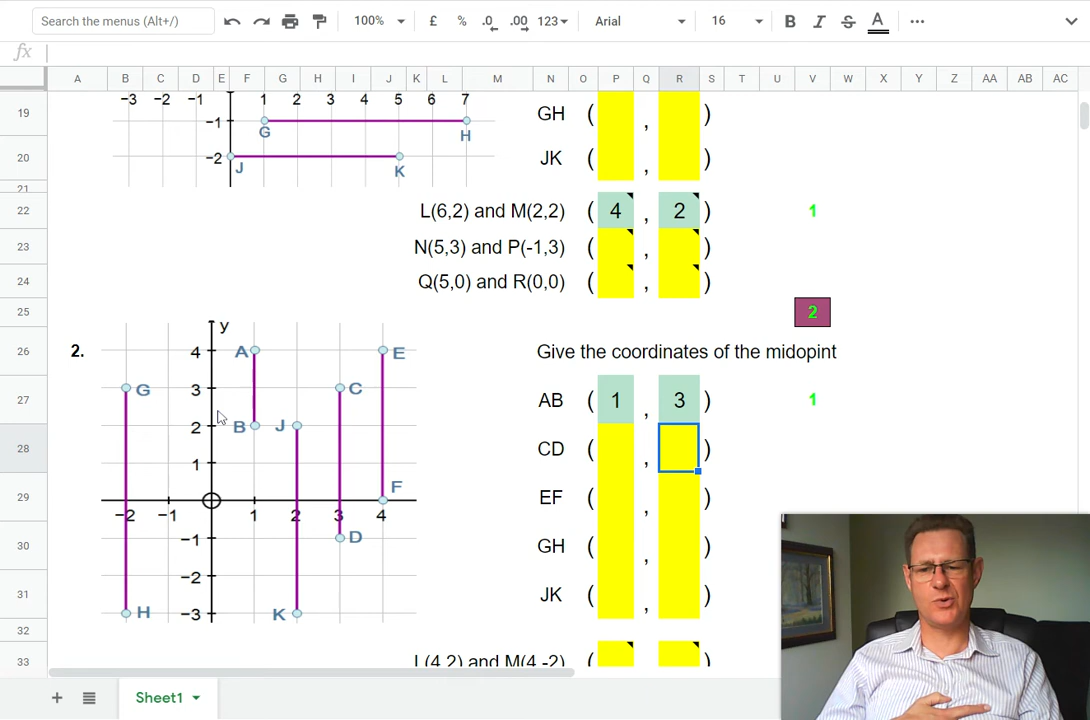 Search the menus (Alt+/) 100% £ % .0 .00 123 Arial 16 B I S A
fx
A B C D E F G H I J K L M N O P Q R S T U V W X Y Z AA AB AC
−3 −2 −1 1 2 3 4 5 6 7
19 −1 G H GH ( , )
20 −2 J K JK ( , )
21
22 L(6,2) and M(2,2) ( 4 , 2 ) 1
23 N(5,3) and P(-1,3) ( , )
24 Q(5,0) and R(0,0) ( , )
25 2
y
26 2. 4 A E Give the coordinates of the midopint
27 G 3 C AB ( 1 , 3 ) 1
2 B J
28 1 CD ( , )
29 F EF ( , )
−2 −1 1 2 3 4
30 −1 D GH ( , )
−2
31 JK ( , )
H −3 K
32
33 L(4,2) and M(4,-2) ( , )
+ Sheet1